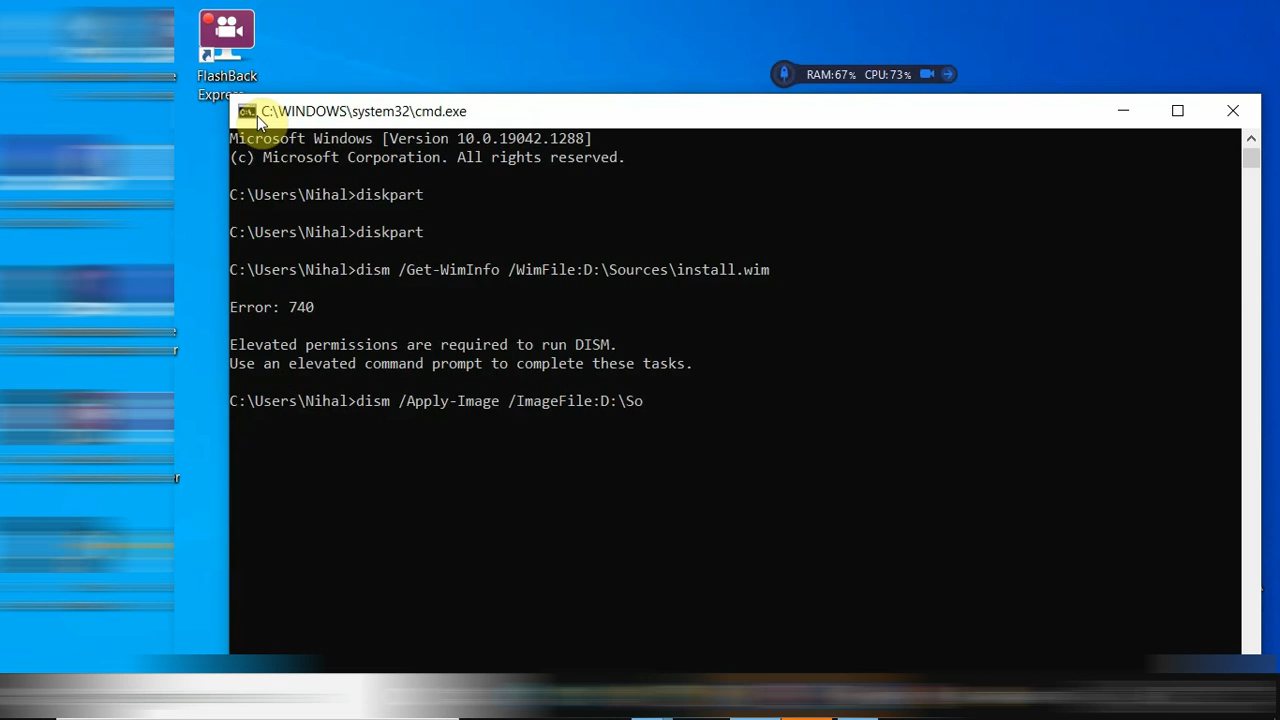 FlashBack
Expre
RAM:67% CPU:73%
C:\WINDOWS\system32\cmd.exe
Microsoft Windows [Version 10.0.19042.1288]
(c) Microsoft Corporation. All rights reserved.
C:\Users\Nihal>diskpart
C:\Users\Nihal>diskpart
C:\Users\Nihal>dism /Get-WimInfo /WimFile:D:\Sources\install.wim
Error: 740
Elevated permissions are required to run DISM.
Use an elevated command prompt to complete these tasks.
C:\Users\Nihal>dism /Apply-Image /ImageFile:D:\So